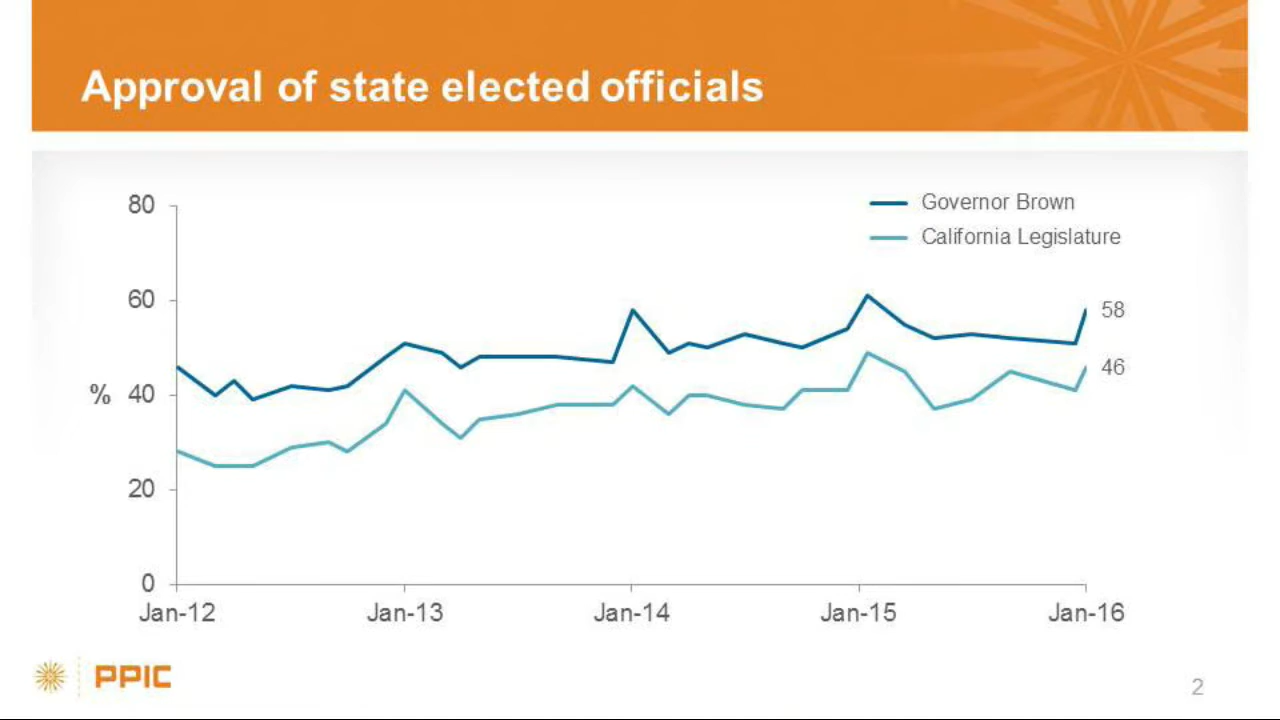 Approval of state elected officials
80
60
% 40
20
0
Governor Brown
California Legislature
58
46
Jan-12 Jan-13 Jan-14 Jan-15 Jan-16
PPIC
2